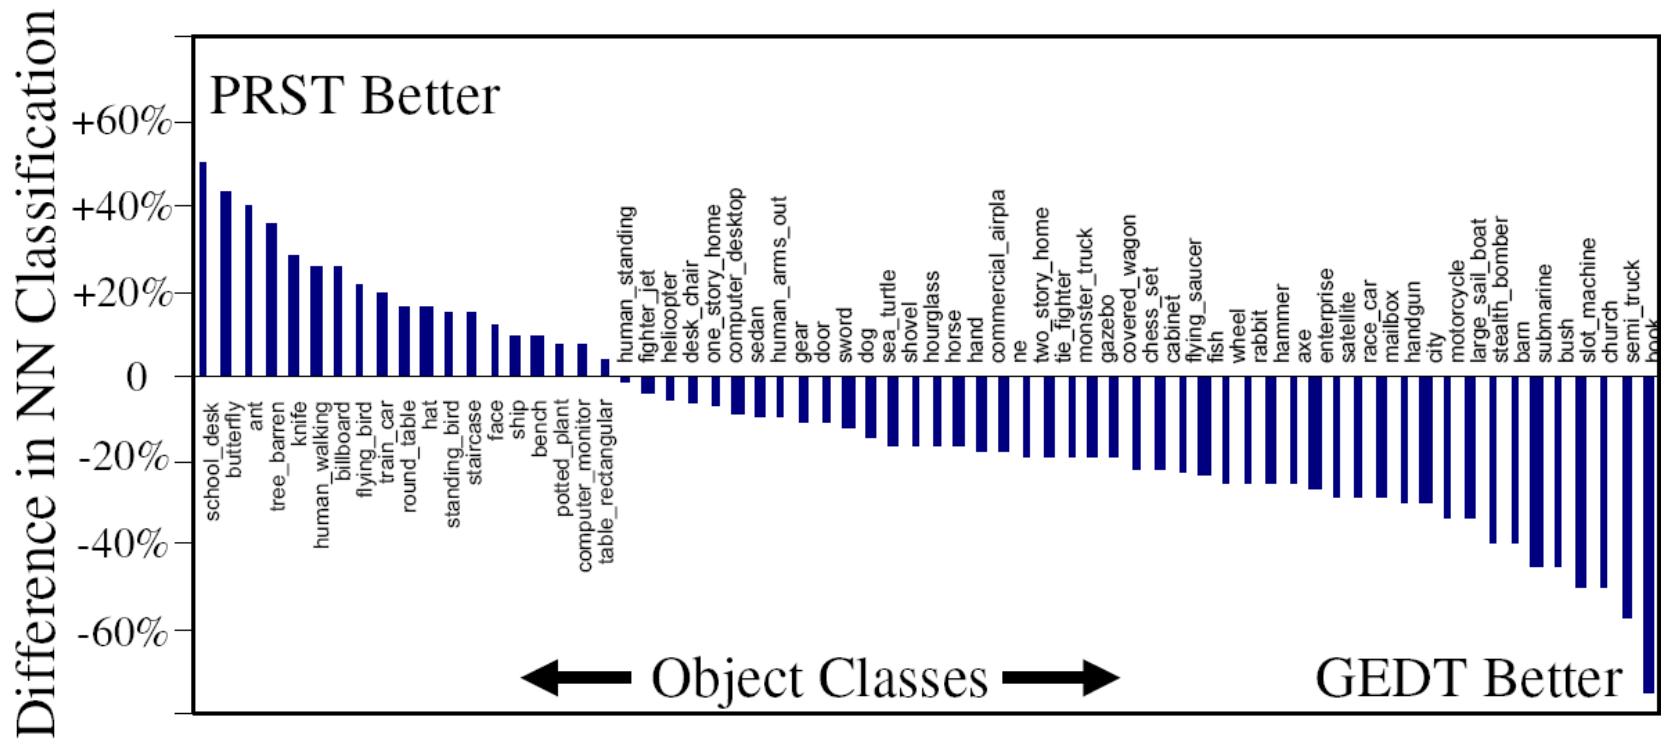 Difference in NN Classification
PRST Better
+60%
+40%
+20%
0
-20%
-40%
-60%
school_desk
butterfly
ant
tree_barren
knife
human_walking
billboard
flying_bird
train_car
round_table
hat
standing_bird
staircase
face
ship
bench
potted_plant
computer_monitor
table_rectangular
human_standing
fighter_jet
helicopter
desk_chair
one_story_home
computer_desktop
sedan
human_arms_out
gear
door
sword
dog
sea_turtle
shovel
hourglass
horse
hand
commercial_airpla
ne
two_story_home
tie_fighter
monster_truck
gazebo
covered_wagon
chess_set
cabinet
flying_saucer
fish
wheel
rabbit
hammer
axe
enterprise
satellite
race_car
mailbox
handgun
city
motorcycle
large_sail_boat
stealth_bomber
barn
submarine
bush
slot_machine
church
semi_truck
book
Object Classes
GEDT Better